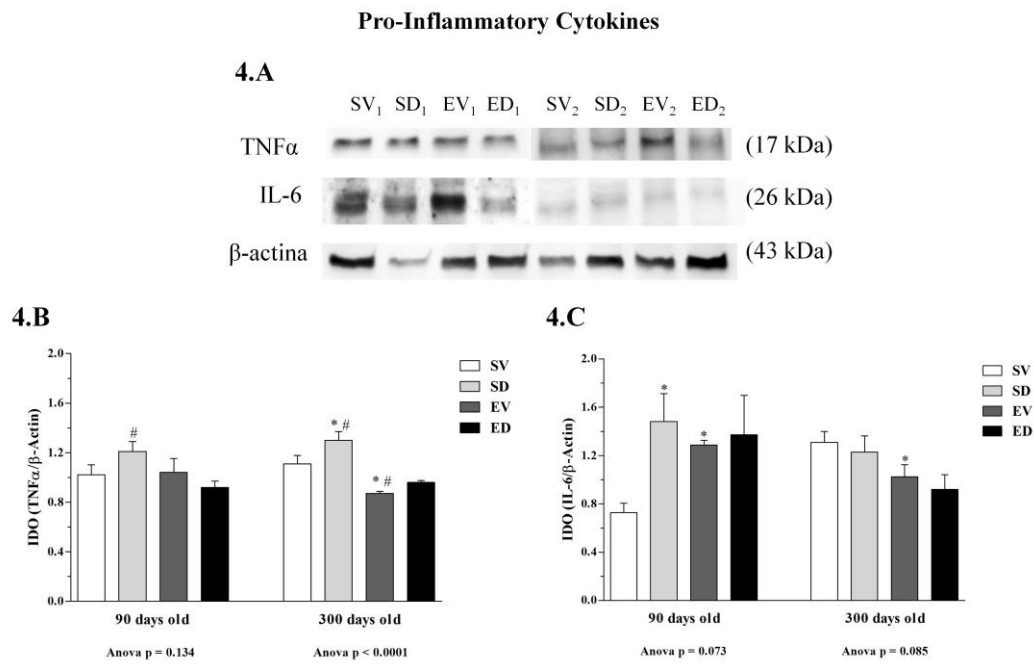 Pro-Inflammatory Cytokines
4.A
SV₁ SD₁ EV₁ ED₁ SV₂ SD₂ EV₂ ED₂
TNFα (17 kDa)
IL-6 (26 kDa)
β-actina (43 kDa)
4.B
IDO (TNFα/β-Actin)
2.0
1.6
1.2
0.8
0.4
0.0
# *# *#
SV
SD
EV
ED
90 days old 300 days old
Anova p = 0.134 Anova p < 0.0001
4.C
IDO (IL-6/β-Actin)
2.0
1.6
1.2
0.8
0.4
0.0
* * *
SV
SD
EV
ED
90 days old 300 days old
Anova p = 0.073 Anova p = 0.085